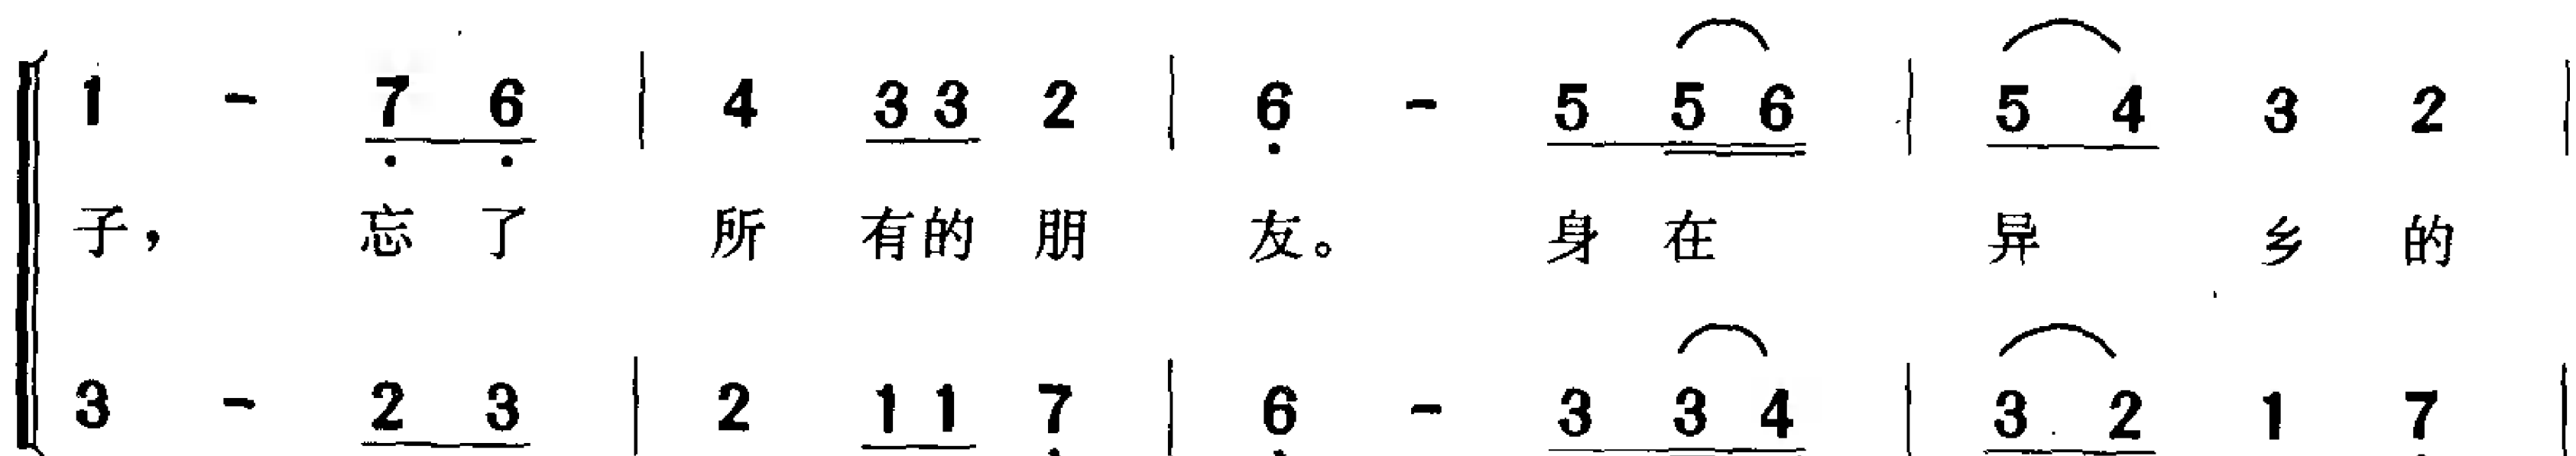 1 - 7 6 | 4 3 3 2 | 6 - 5 5 6 | 5 4 3 2 |
子， 忘 了 所 有的 朋 友。 身 在 异 乡 的
3 - 2 3 | 2 1 1 7 | 6 - 3 3 4 | 3 2 1 7 |